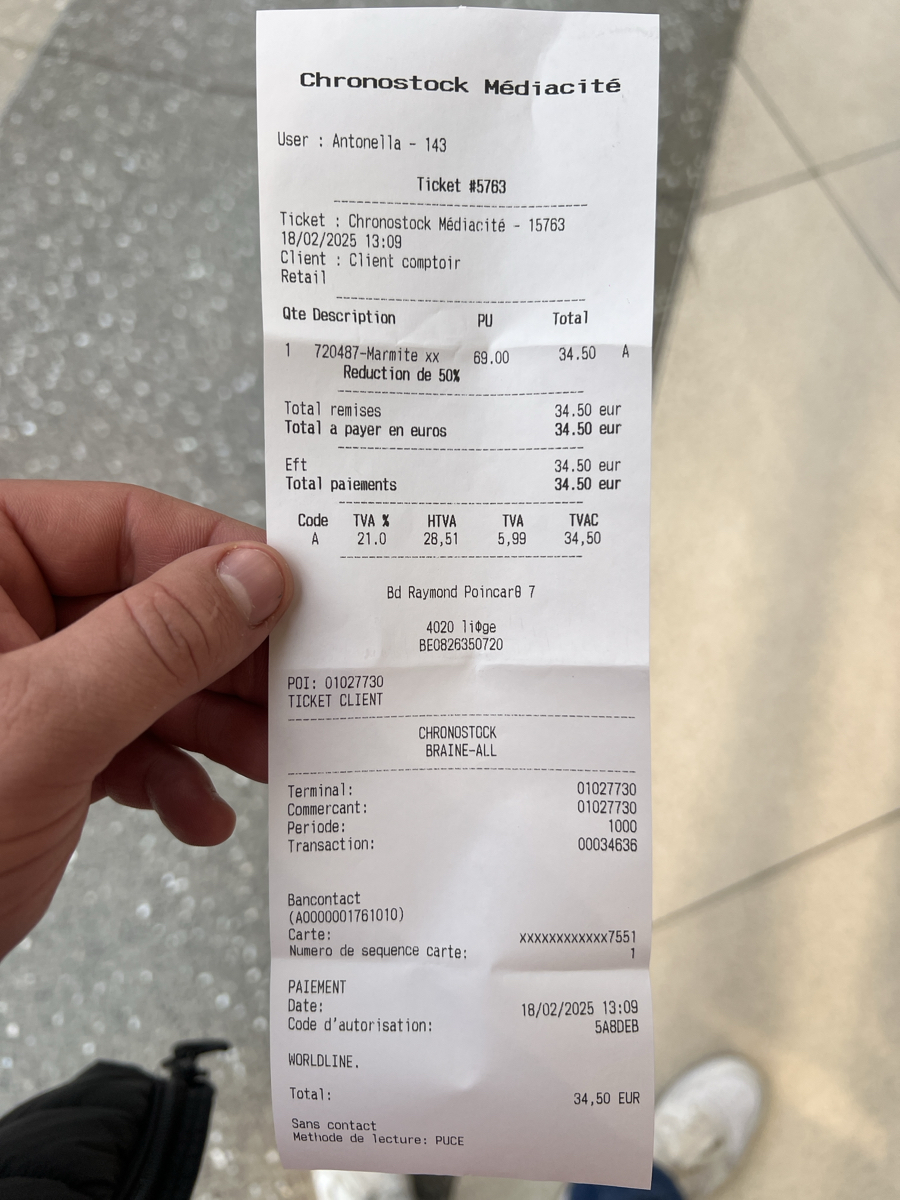 Chronostock Médiacité
User : Antonella - 143
Ticket #5763
Ticket : Chronostock Médiacité - 15763
18/02/2025 13:09
Client : Client comptoir
Retail
Qte Description PU Total
1 720487-Marmite xx 69.00 34.50 A
Reduction de 50%
Total remises 34.50 eur
Total a payer en euros 34.50 eur
Eft 34.50 eur
Total paiements 34.50 eur
Code TVA % HTVA TVA TVAC
A 21.0 28,51 5,99 34,50
Bd Raymond PoincarΘ 7
4020 liΦge
BE0826350720
POI: 01027730
TICKET CLIENT
CHRONOSTOCK
BRAINE-ALL
Terminal: 01027730
Commercant: 01027730
Periode: 1000
Transaction: 00034636
Bancontact
(A0000001761010)
Carte: xxxxxxxxxxxx7551
Numero de sequence carte: 1
PAIEMENT
Date: 18/02/2025 13:09
Code d'autorisation: 5A8DEB
WORLDLINE.
Total: 34,50 EUR
Sans contact
Methode de lecture: PUCE